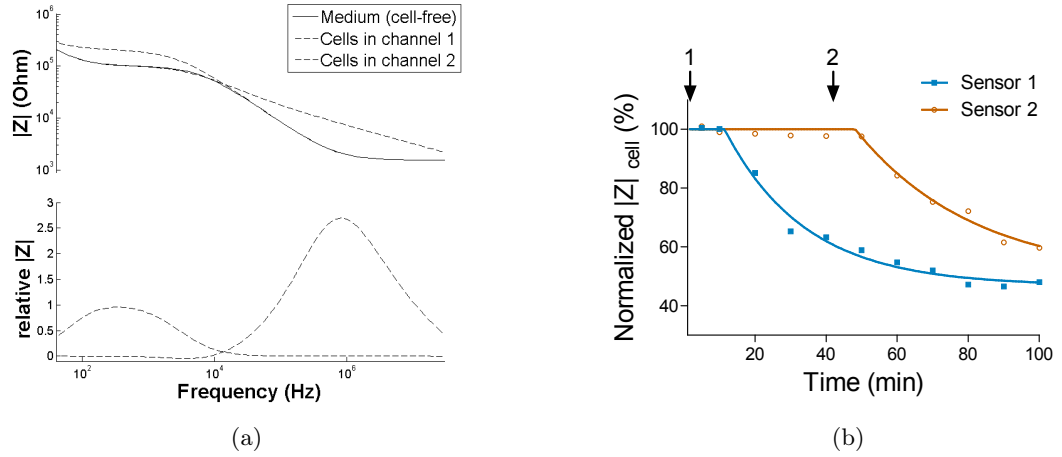 |Z| (Ohm)
10^6
10^5
10^4
10^3
Medium (cell-free)
Cells in channel 1
Cells in channel 2
relative |Z|
3
2.5
2
1.5
1
0.5
0
10^2
10^4
10^6
Frequency (Hz)
(a)
1
2
Sensor 1
Sensor 2
Normalized |Z| cell (%)
100
80
60
40
20
40
60
80
100
Time (min)
(b)